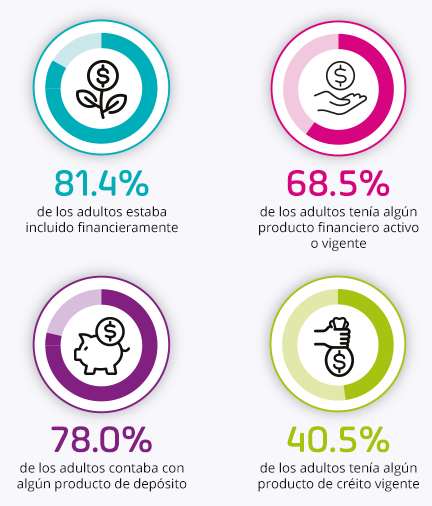 81.4%
de los adultos estaba
incluido financieramente
68.5%
de los adultos tenía algún
producto financiero activo
o vigente
78.0%
de los adultos contaba con
algún producto de depósito
40.5%
de los adultos tenía algún
producto de créito vigente